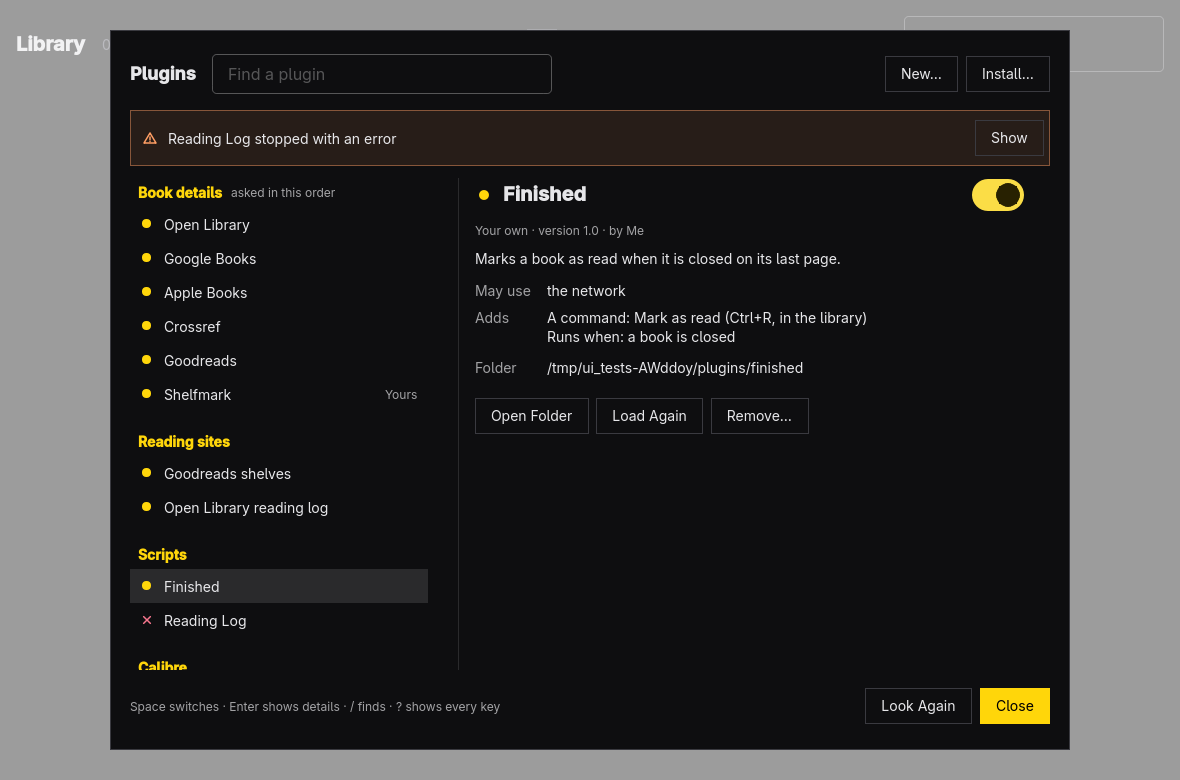 Library
Plugins
Find a plugin
New...
Install...
Reading Log stopped with an error
Show
Book details asked in this order
Open Library
Google Books
Apple Books
Crossref
Goodreads
Shelfmark Yours
Reading sites
Goodreads shelves
Open Library reading log
Scripts
Finished
Reading Log
Calibre
Finished
Your own · version 1.0 · by Me
Marks a book as read when it is closed on its last page.
May use the network
Adds A command: Mark as read (Ctrl+R, in the library)
Runs when: a book is closed
Folder /tmp/ui_tests-AWddoy/plugins/finished
Open Folder
Load Again
Remove...
Space switches · Enter shows details · / finds · ? shows every key
Look Again
Close